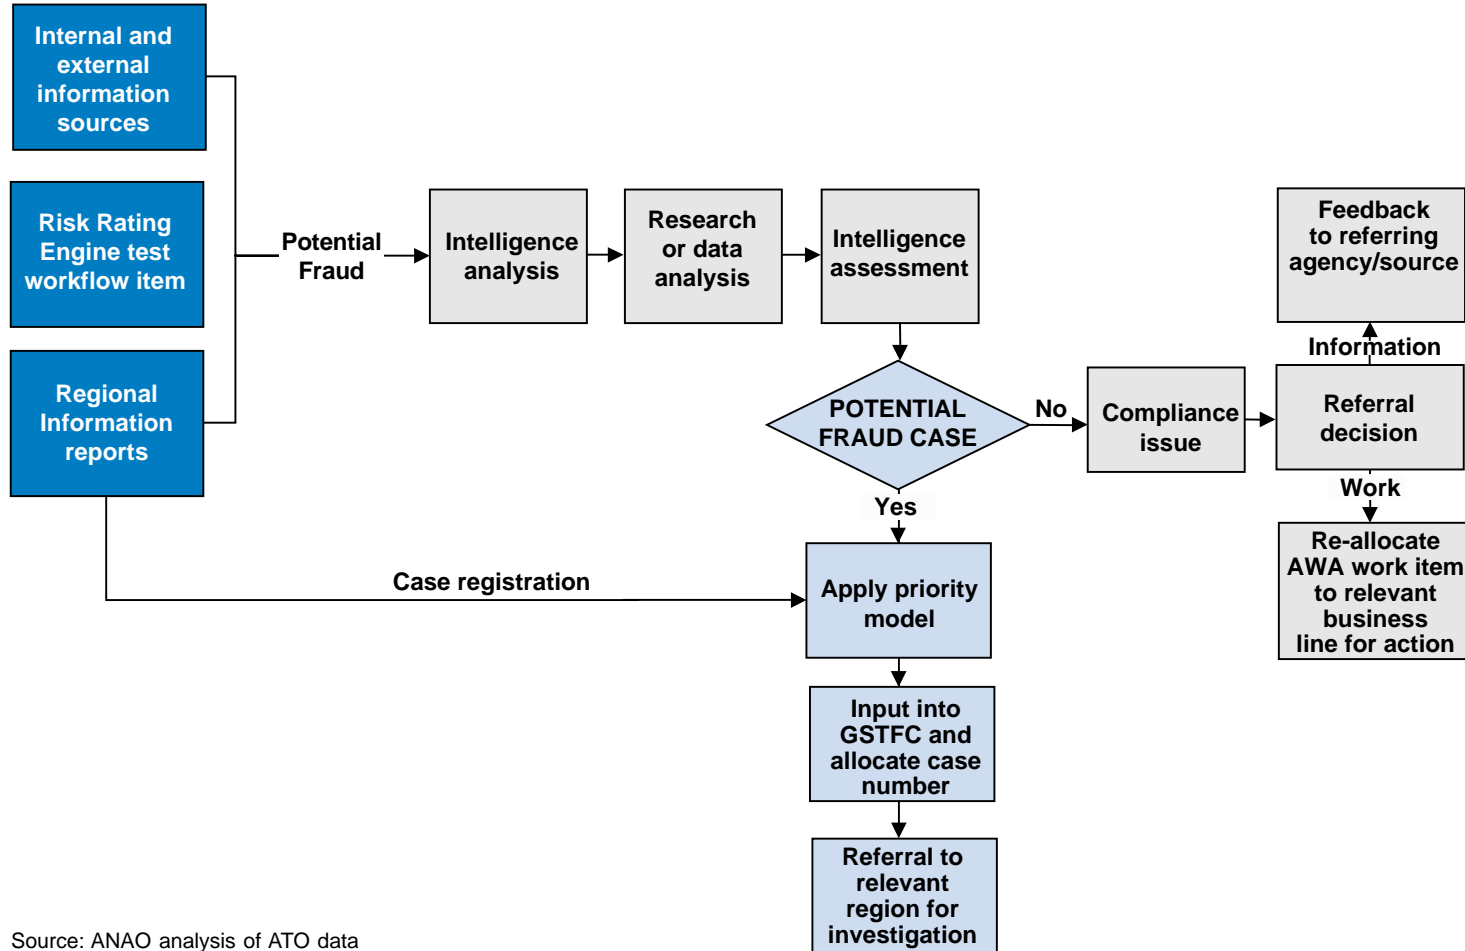 Internal and
external
information
sources
Risk Rating
Engine test
workflow item
Regional
Information
reports
Potential
Fraud
Intelligence
analysis
Research
or data
analysis
Intelligence
assessment
POTENTIAL
FRAUD CASE
No
Compliance
issue
Referral
decision
Information
Feedback
to referring
agency/source
Work
Re-allocate
AWA work item
to relevant
business
line for action
Yes
Case registration
Apply priority
model
Input into
GSTFC and
allocate case
number
Referral to
relevant
region for
investigation
Source: ANAO analysis of ATO data